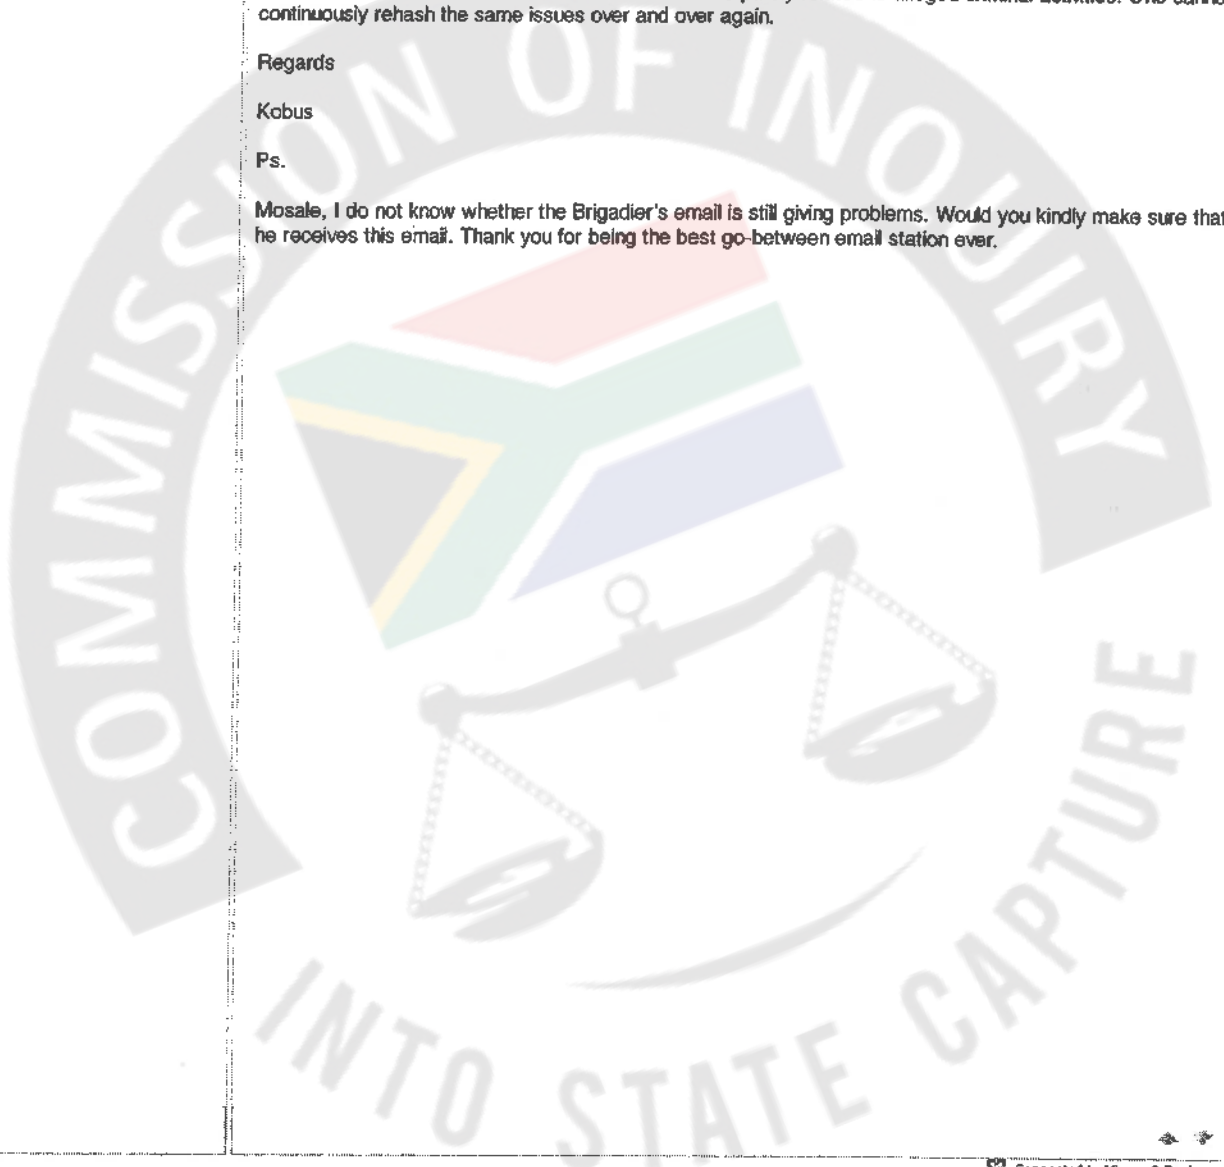 continuously rehash the same issues over and over again.
Regards
Kobus
Ps.
Mosale, I do not know whether the Brigadier's email is still giving problems. Would you kindly make sure that
he receives this email. Thank you for being the best go-between email station ever.
COMMISSION OF INQUIRY
INTO STATE CAPTURE